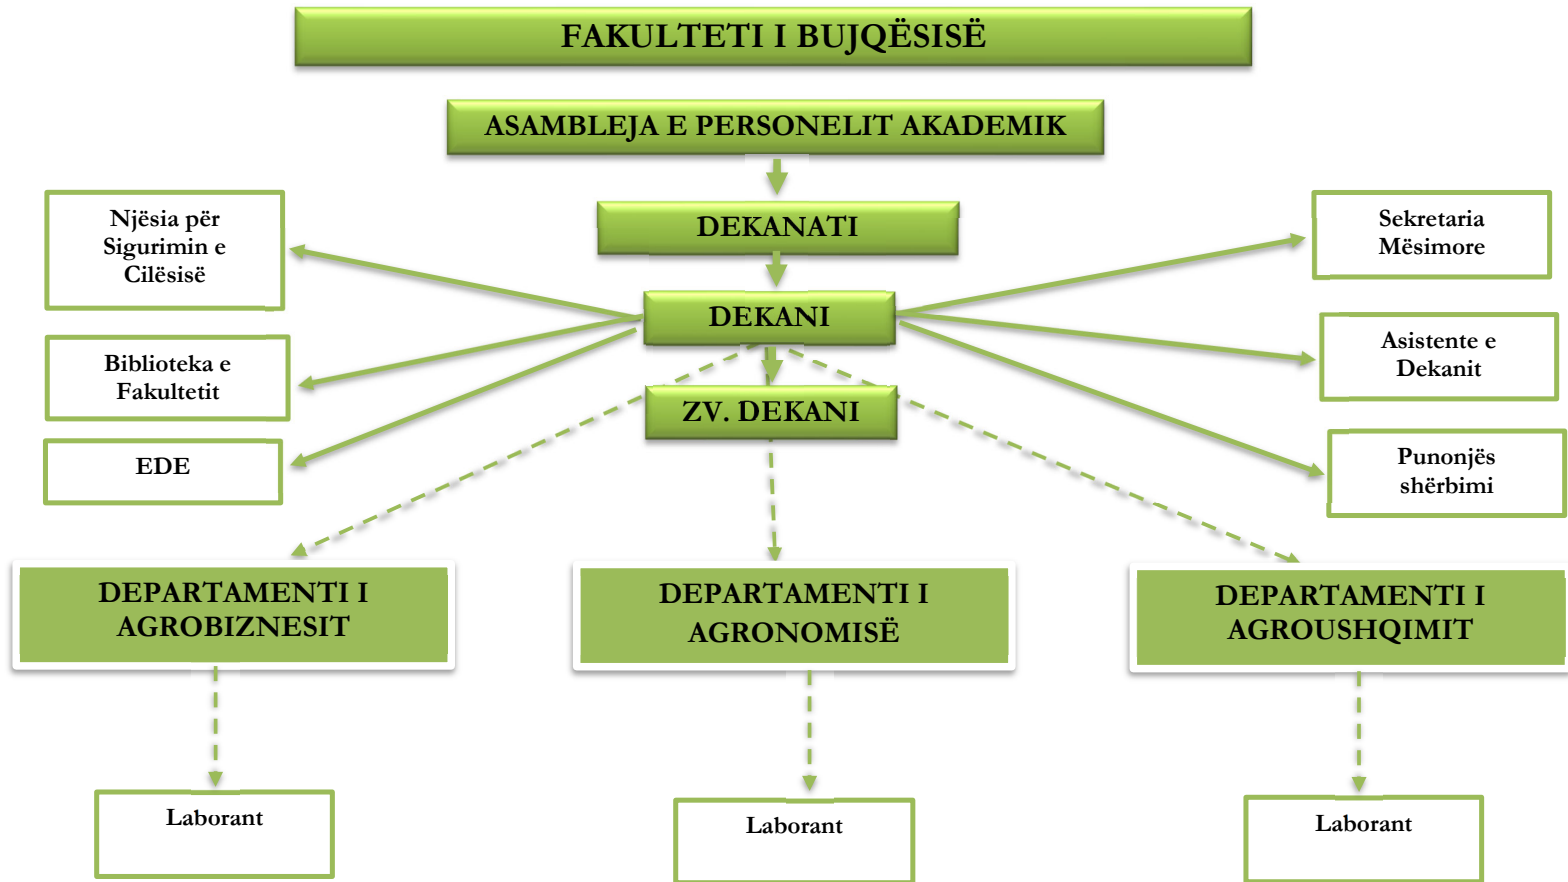 FAKULTETI I BUJQËSISË
ASAMBLEJA E PERSONELIT AKADEMIK
DEKANATI
DEKANI
ZV. DEKANI
Njësia për
Sigurimin e
Cilësisë
Biblioteka e
Fakultetit
EDE
Sekretaria
Mësimore
Asistente e
Dekanit
Punonjës
shërbimi
DEPARTAMENTI I
AGROBIZNESIT
DEPARTAMENTI I
AGRONOMISË
DEPARTAMENTI I
AGROUSHQIMIT
Laborant
Laborant
Laborant